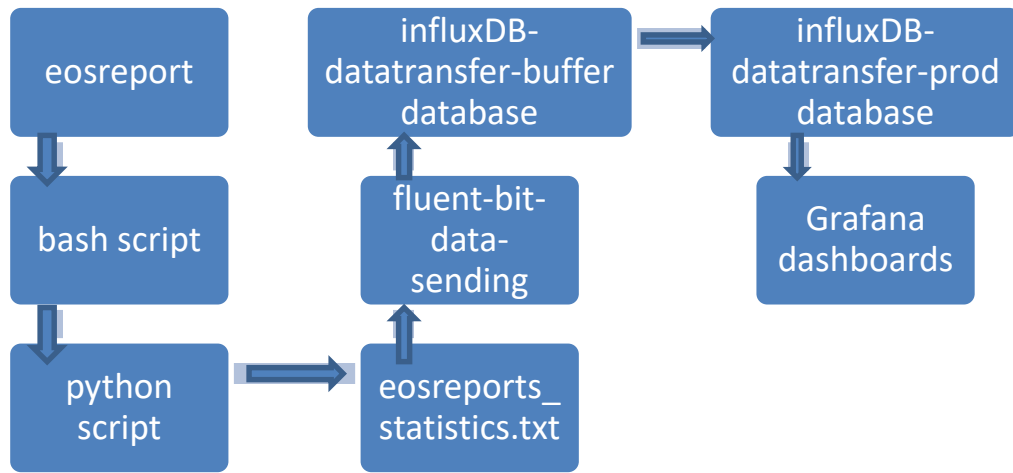 eosreport
bash script
python
script
eosreports_
statistics.txt
fluent-bit-
data-
sending
influxDB-
datatransfer-buffer
database
influxDB-
datatransfer-prod
database
Grafana
dashboards